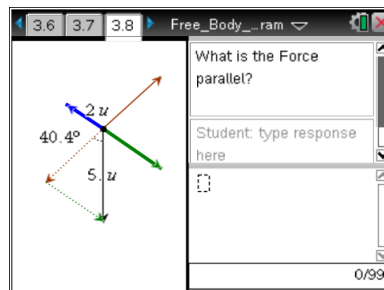 3.6 3.7 3.8 Free_Body_...ram
What is the Force
parallel?
2 u
40.4°
5. u
Student: type response
here
0/99